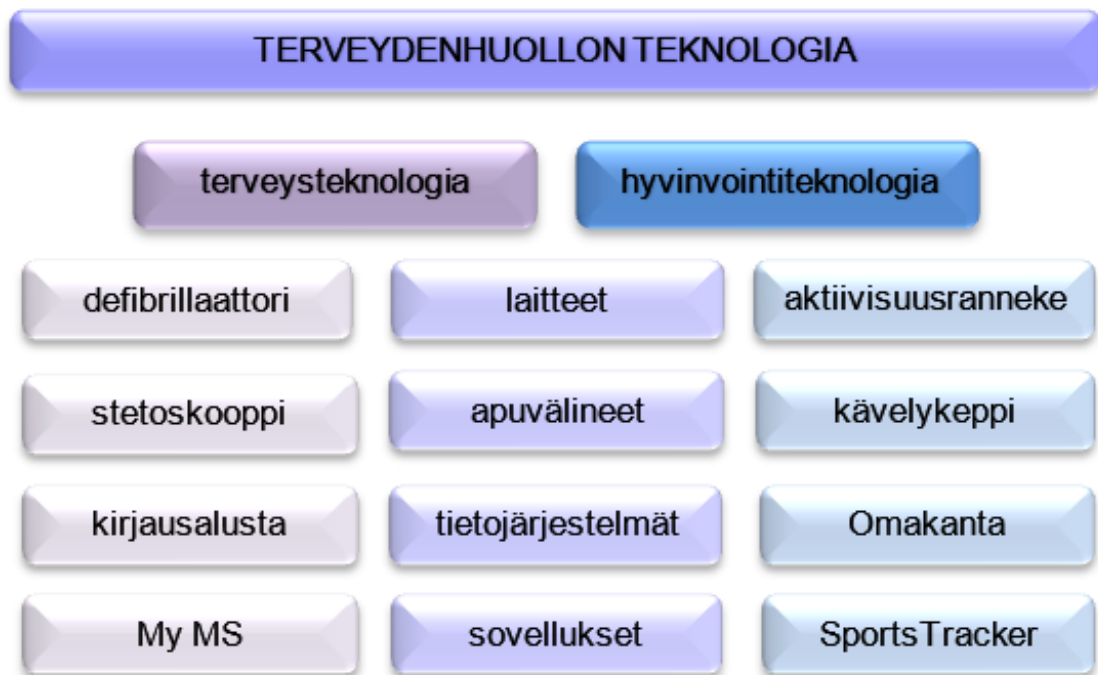 TERVEYDENHUOLLON TEKNOLOGIA
terveysteknologia
hyvinvointiteknologia
defibrillaattori
laitteet
aktiivisuusranneke
stetoskooppi
apuvälineet
kävelykeppi
kirjausalusta
tietojärjestelmät
Omakanta
My MS
sovellukset
SportsTracker